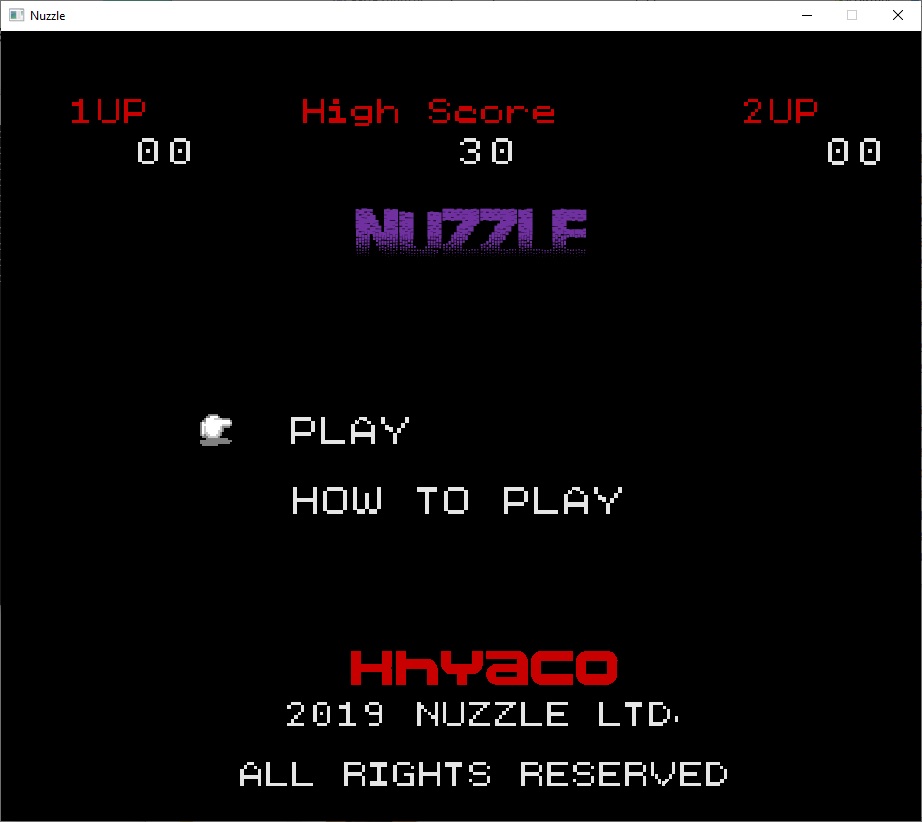 Nuzzle
1UP High Score 2UP
00 30 00
NUZZLE
PLAY
HOW TO PLAY
Hhyaco
2019 NUZZLE LTD.
ALL RIGHTS RESERVED